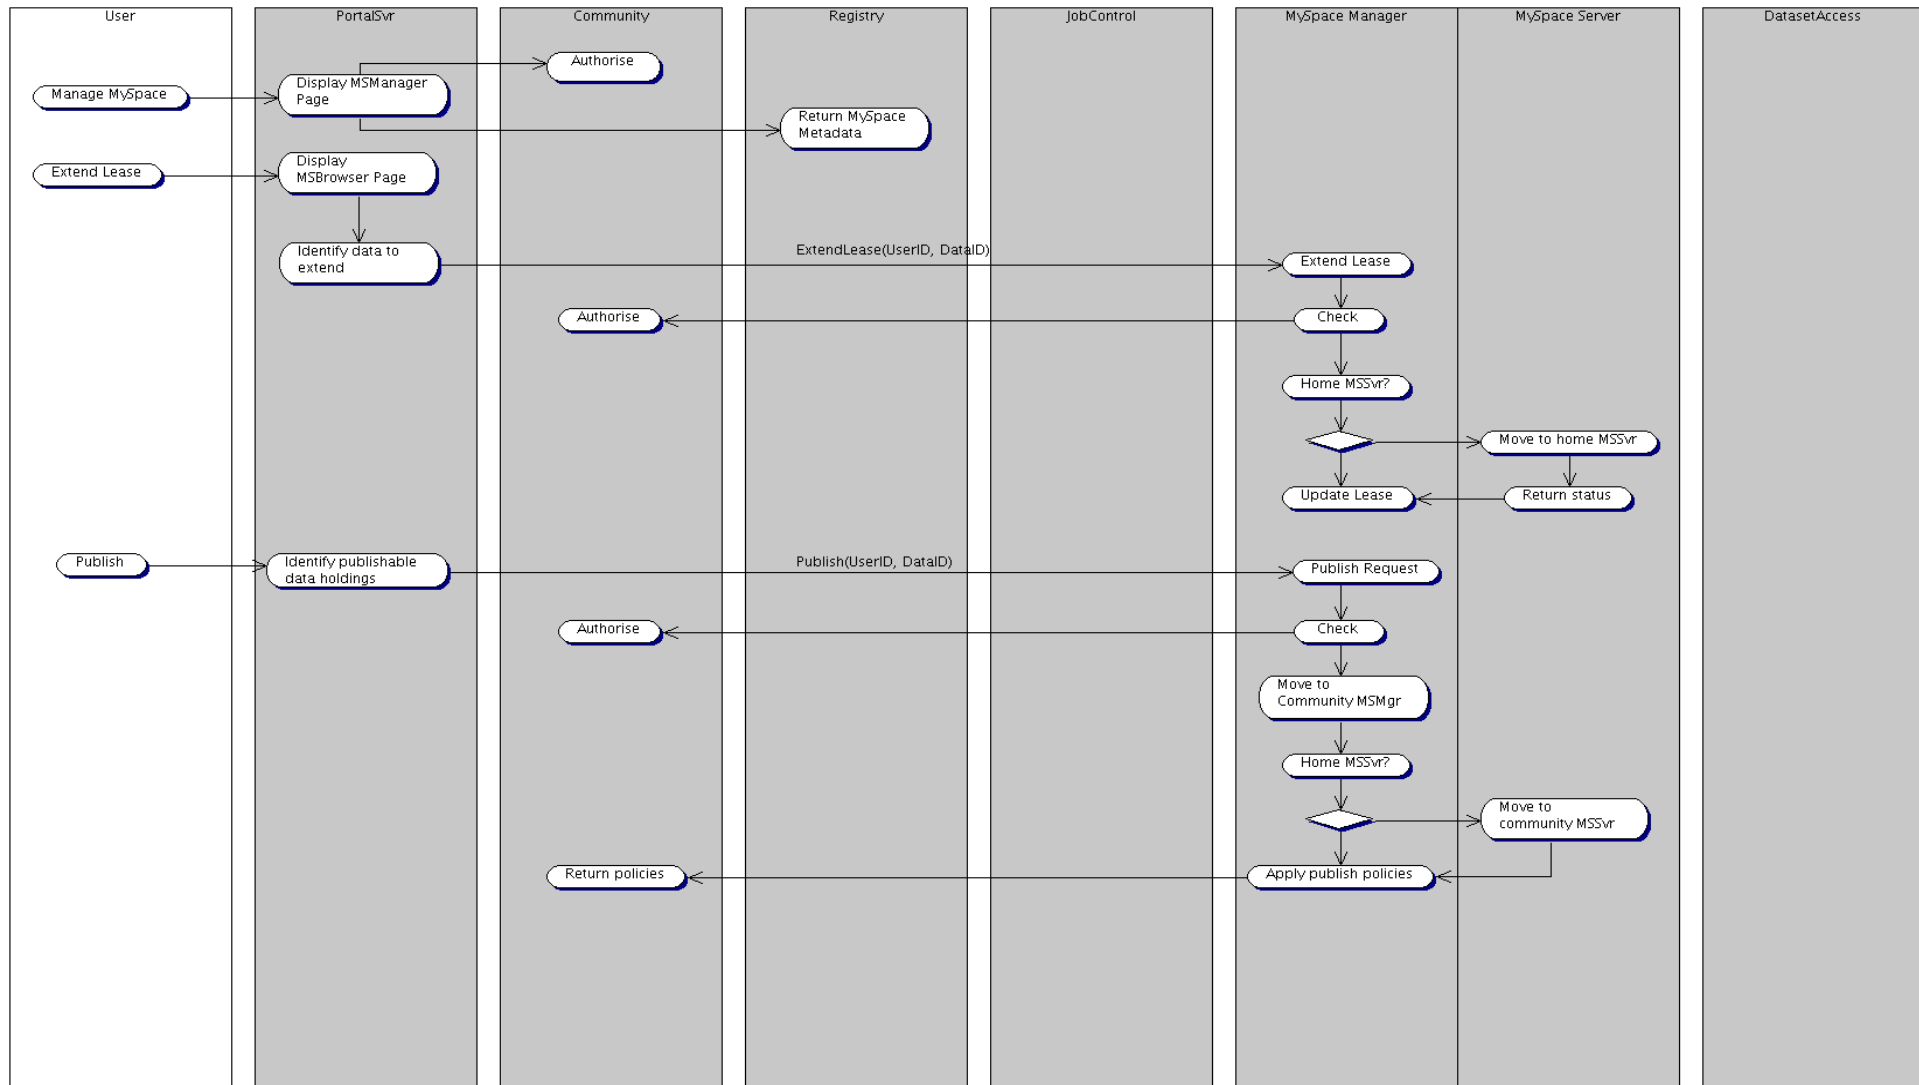 User
PortalSvr
Community
Registry
JobControl
MySpace Manager
MySpace Server
DatasetAccess
Authorise
Manage MySpace
Display MSManager
Page
Return MySpace
Metadata
Extend Lease
Display
MSBrowser Page
Identify data to
extend
ExtendLease(UserID, DataID)
Extend Lease
Authorise
Check
Home MSSvr?
Move to home MSSvr
Update Lease
Return status
Publish
Identify publishable
data holdings
Publish(UserID, DataID)
Publish Request
Authorise
Check
Move to
Community MSMgr
Home MSSvr?
Move to
community MSSvr
Return policies
Apply publish policies